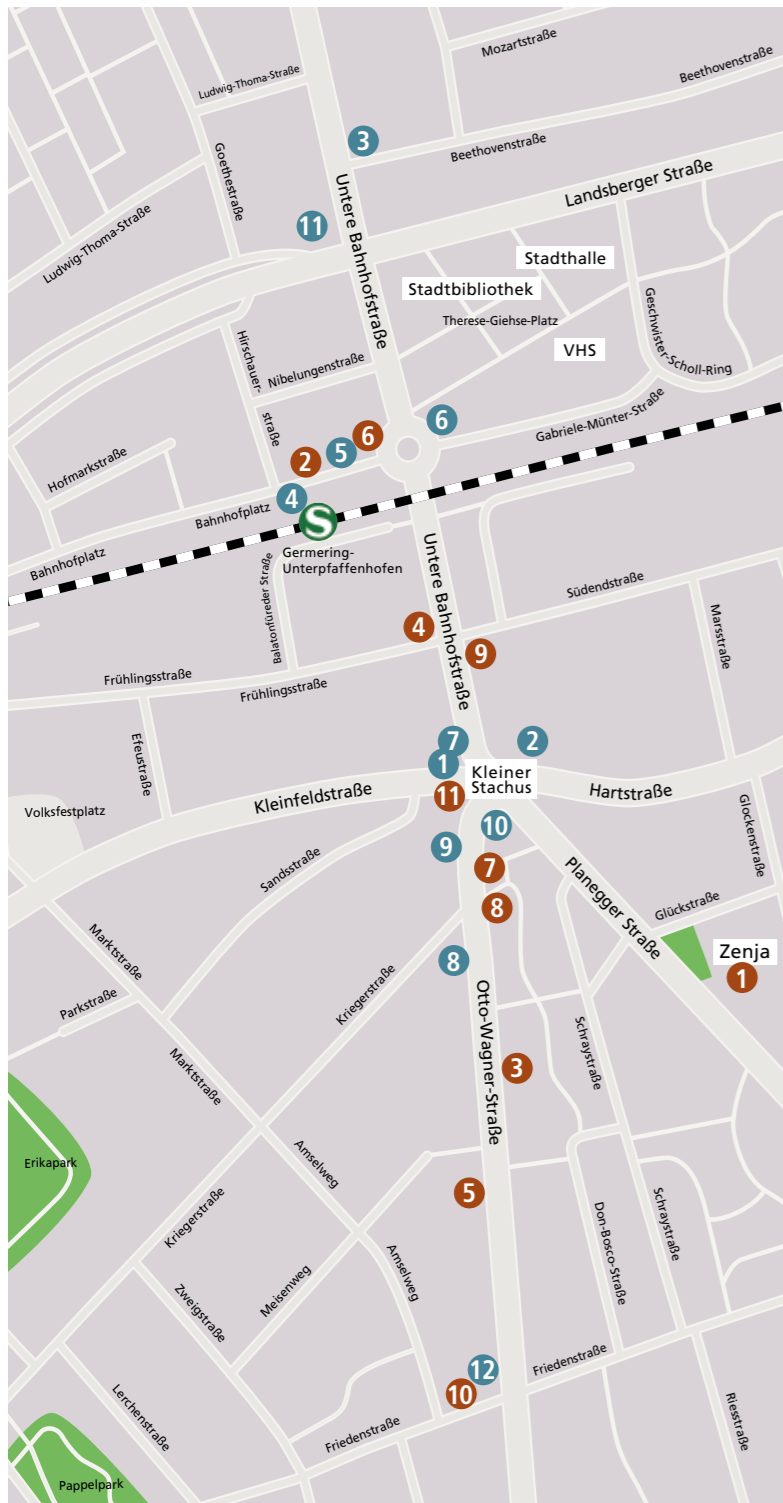 Mozartstraße
Beethovenstraße
Ludwig-Thoma-Straße
3
Beethovenstraße
Goethestraße
Untere Bahnhofstraße
Landsberger Straße
11
Ludwig-Thoma-Straße
Stadthalle
Stadtbibliothek
Therese-Giehse-Platz
VHS
Geschwister-Scholl-Ring
Hirschauer-
straße
Nibelungenstraße
Gabriele-Münter-Straße
6
6
5
2
Hofmarkstraße
4
Bahnhofplatz
S
Bahnhofplatz
Germering-
Unterpfaffenhofen
Balatonfüreder Straße
Untere Bahnhofstraße
Südendstraße
Marsstraße
4
9
Frühlingsstraße
Frühlingsstraße
Efeustraße
7
2
1
Kleiner
Stachus
11
Kleinfeldstraße
Hartstraße
Volksfestplatz
10
9
Glockenstraße
Sandsstraße
7
Planegger Straße
8
Glückstraße
Marktstraße
Zenja
1
8
Kriegerstraße
Parkstraße
Otto-Wagner-Straße
Schraystraße
Marktstraße
3
Erikapark
Amselweg
5
Kriegerstraße
Schraystraße
Don-Bosco-Straße
Amselweg
Meisenweg
Zweigstraße
12
Friedenstraße
10
Lerchenstraße
Friedenstraße
Riesstraße
Pappelpark